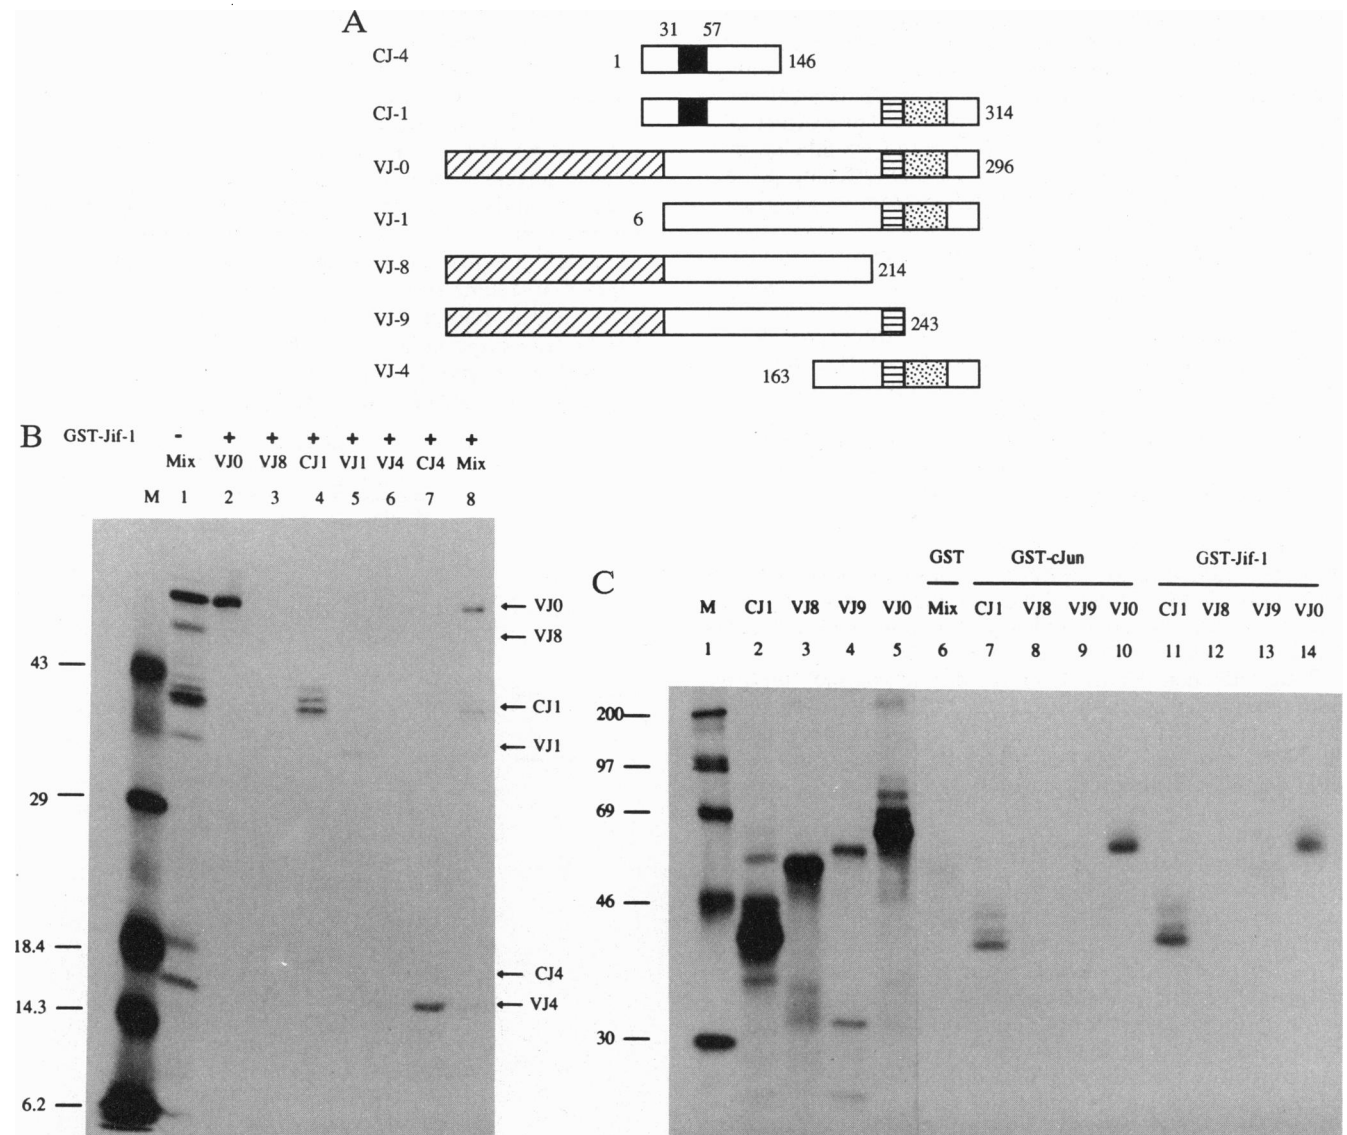 A
31 57
CJ-4 1 146
CJ-1 314
VJ-0 296
VJ-1 6
VJ-8 214
VJ-9 243
VJ-4 163
B
GST-Jif-1 - + + + + + + +
Mix VJ0 VJ8 CJ1 VJ1 VJ4 CJ4 Mix
M 1 2 3 4 5 6 7 8
VJ0
VJ8
43
CJ1
VJ1
29
18.4
CJ4
14.3
VJ4
6.2
C
GST GST-cJun GST-Jif-1
M CJ1 VJ8 VJ9 VJ0 Mix CJ1 VJ8 VJ9 VJ0 CJ1 VJ8 VJ9 VJ0
1 2 3 4 5 6 7 8 9 10 11 12 13 14
200
97
69
46
30